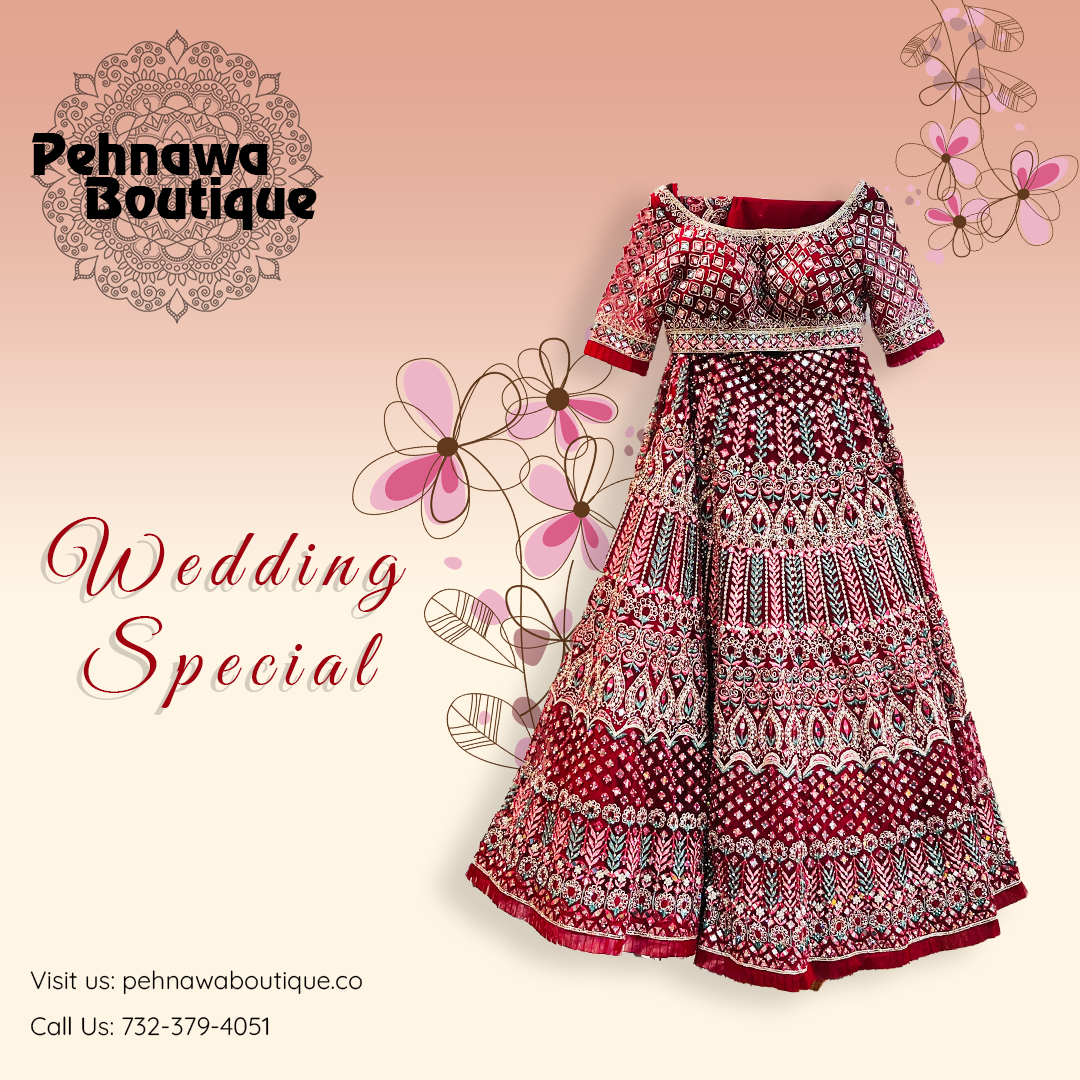 Pehnawa
Boutique
Wedding
Special
Visit us: pehnawaboutique.co
Call Us: 732-379-4051